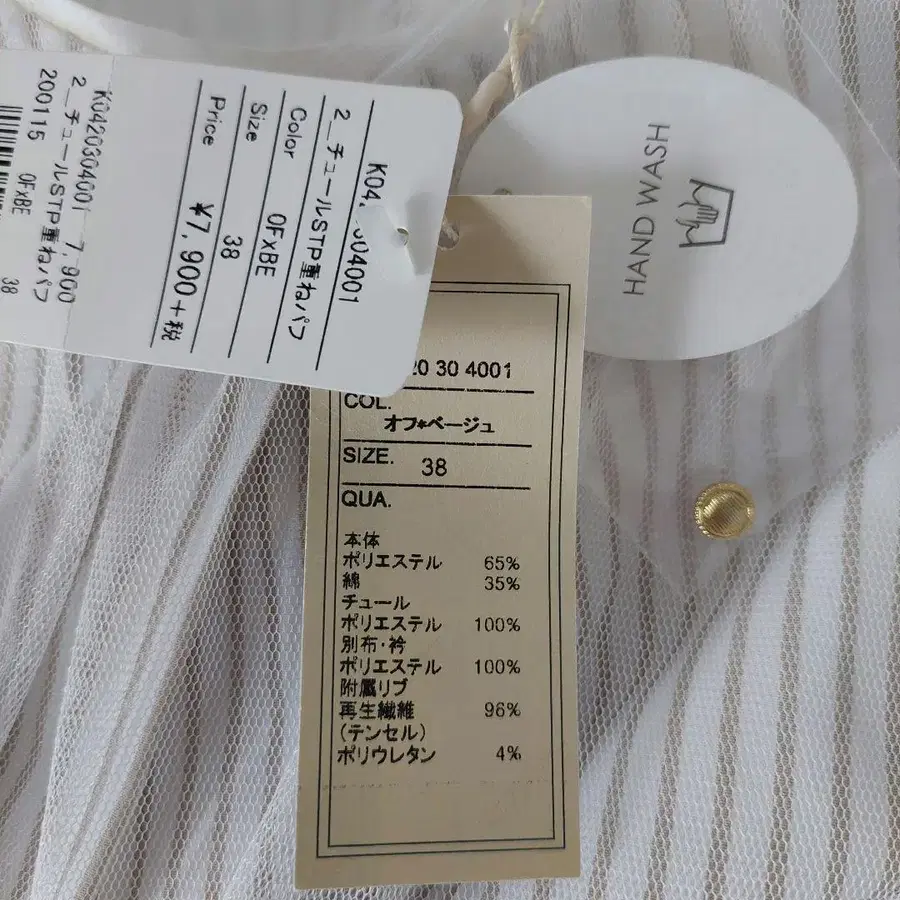 K04 304001
2_チュールSTP重ねパフ
Color OFxBE
Size 38
Price ¥7,900+税
K0420304001 7,900
2_チュールSTP重ねパフ
200115 OFxBE 38
HAND WASH
20 30 4001
COL.
オフ*ベージュ
SIZE. 38
QUA.
本体
ポリエステル 65%
綿 35%
チュール
ポリエステル 100%
別布・衿
ポリエステル 100%
附属リブ
再生繊維 96%
(テンセル)
ポリウレタン 4%